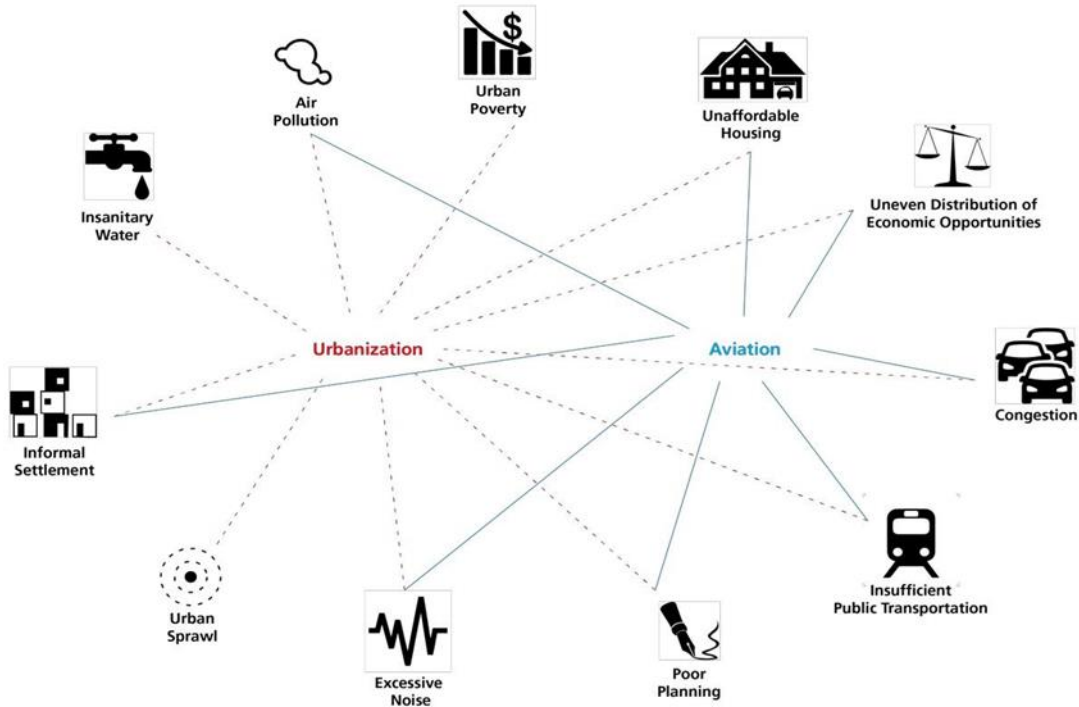 $
Air
Pollution
Urban
Poverty
Unaffordable
Housing
Insanitary
Water
Uneven Distribution of
Economic Opportunities
Urbanization
Aviation
Congestion
Informal
Settlement
Insufficient
Public Transportation
Urban
Sprawl
Excessive
Noise
Poor
Planning